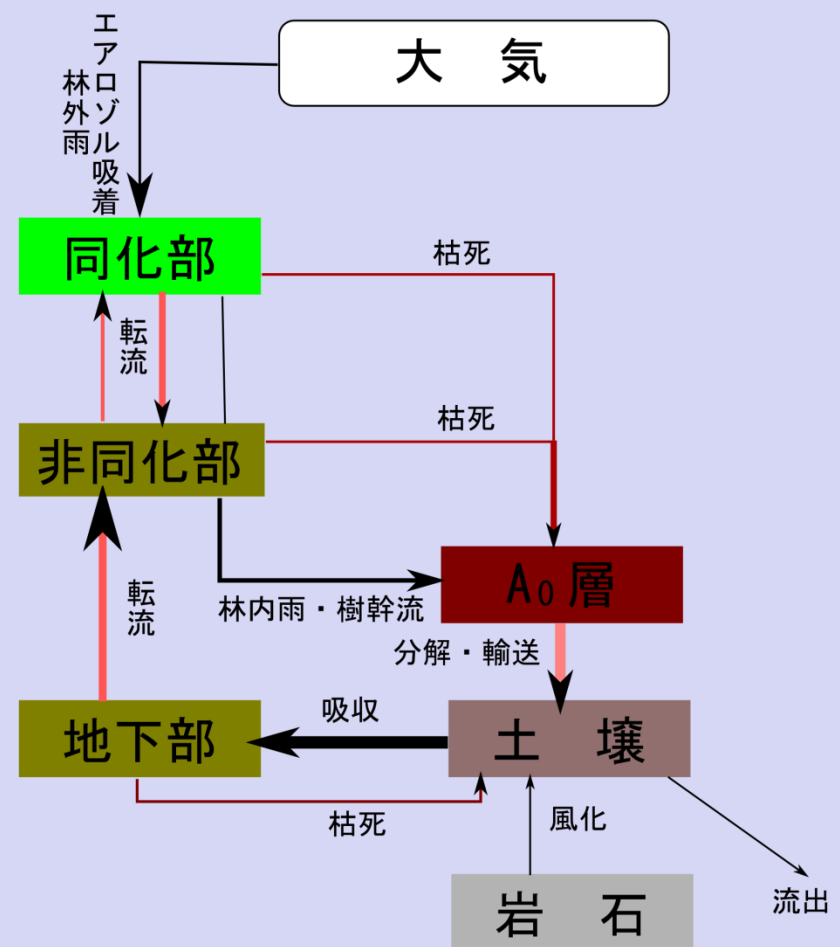 大 気
エアロゾル吸着
林外雨
同化部
枯死
転流
枯死
非同化部
A0層
転流
林内雨・樹幹流
分解・輸送
吸収
地下部
土 壌
枯死
風化
岩 石
流出